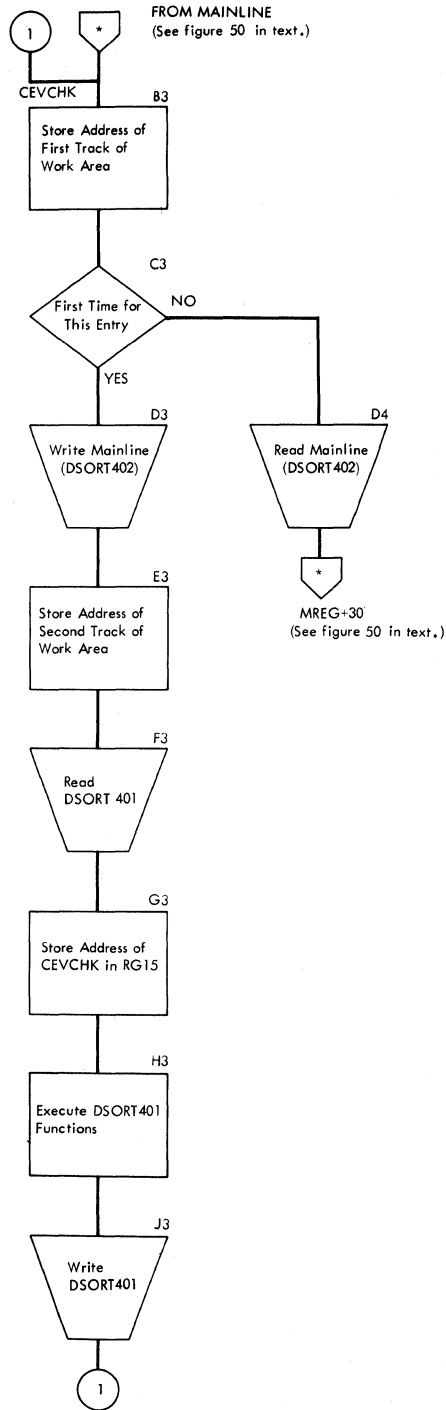 FROM MAINLINE
1
*
(See figure 50 in text.)
CEVCHK
B3
Store Address of
First Track of
Work Area
C3
First Time for
This Entry
NO
YES
D3
D4
Write Mainline
(DSORT402)
Read Mainline
(DSORT402)
E3
*
Store Address of
Second Track of
Work Area
MREG+30
(See figure 50 in text.)
F3
Read
DSORT 401
G3
Store Address of
CEVCHK in RG15
H3
Execute DSORT401
Functions
J3
Write
DSORT401
1